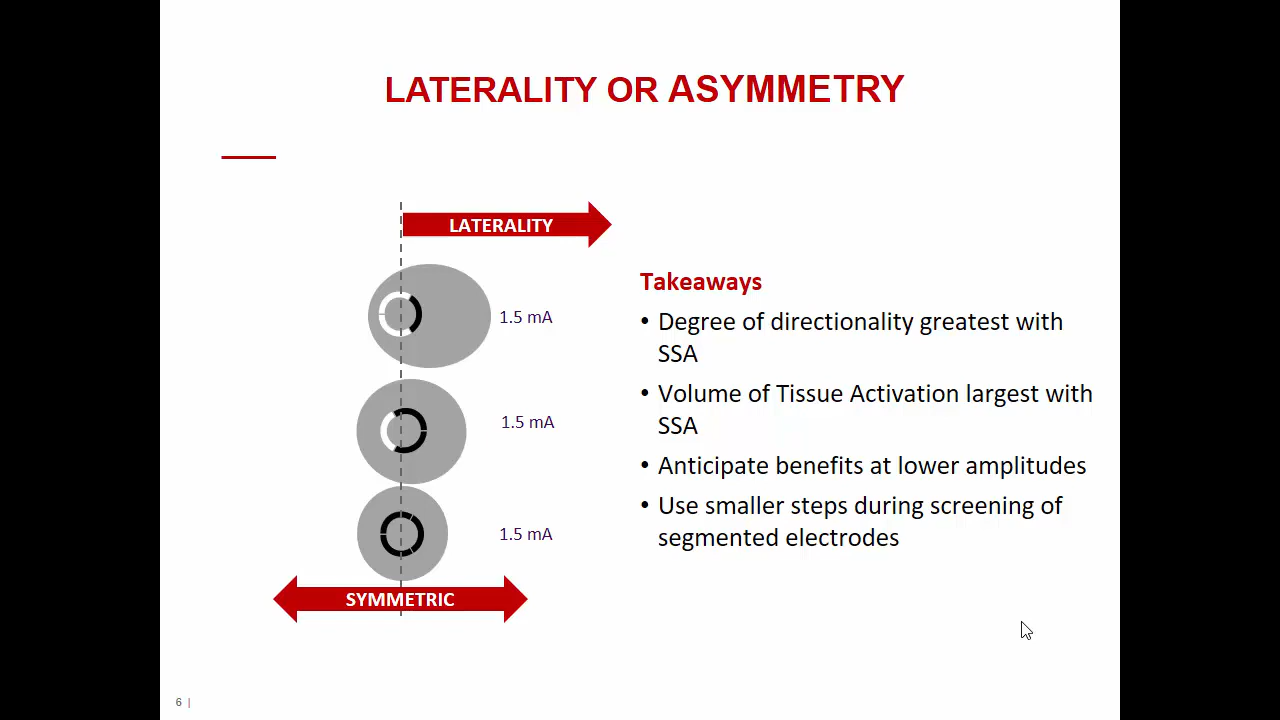 LATERALITY OR ASYMMETRY
LATERALITY
1.5 mA
1.5 mA
1.5 mA
SYMMETRIC
Takeaways
• Degree of directionality greatest with
SSA
• Volume of Tissue Activation largest with
SSA
• Anticipate benefits at lower amplitudes
• Use smaller steps during screening of
segmented electrodes
6 |